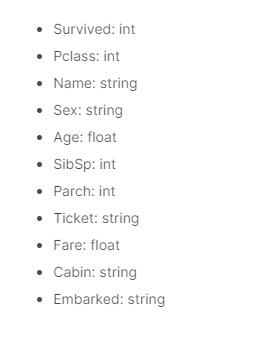 • Survived: int
• Pclass: int
• Name: string
• Sex: string
• Age: float
• SibSp: int
• Parch: int
• Ticket: string
• Fare: float
• Cabin: string
• Embarked: string